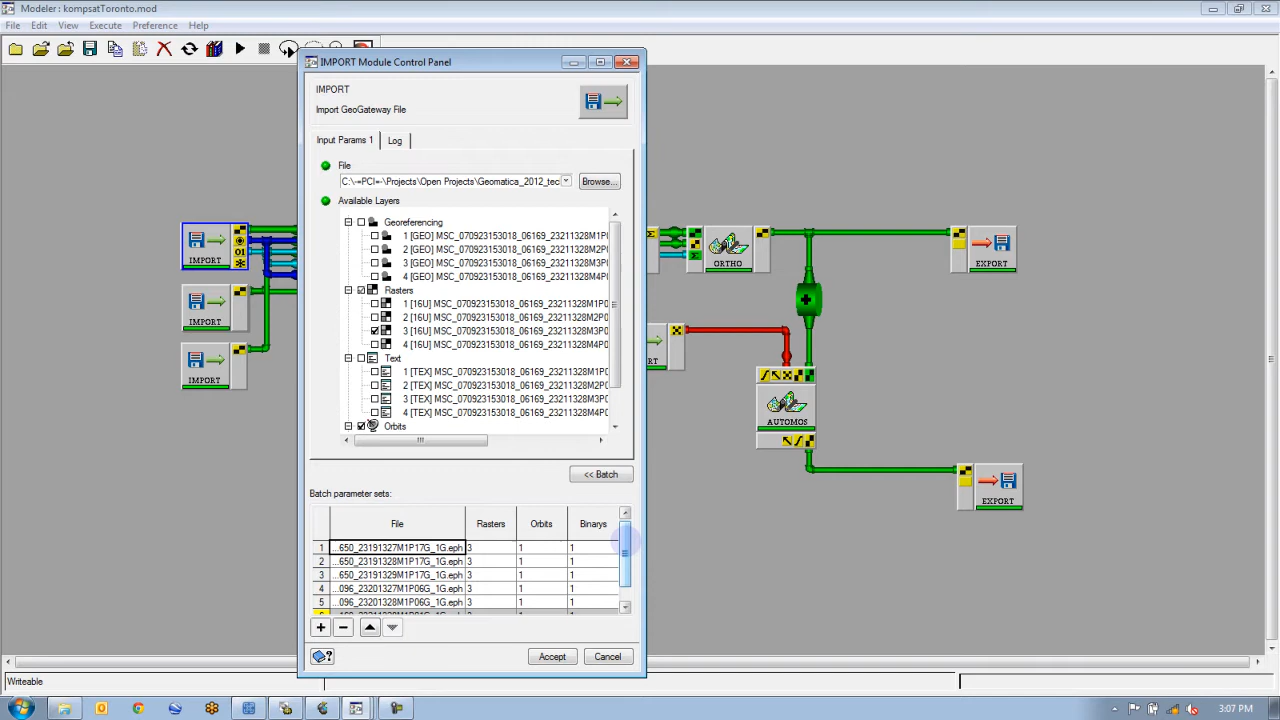 Modeler : kompsatToronto.mod
File Edit View Execute Preference Help
IMPORT Module Control Panel
IMPORT
Import GeoGateway File
Input Params 1 Log
File
C:\-=PCI=-\Projects\Open Projects\Geomatica_2012_tec Browse...
Available Layers
Georeferencing
1 [GEO] MSC_070923153018_06169_23211328M1P0
2 [GEO] MSC_070923153018_06169_23211328M2P0
3 [GEO] MSC_070923153018_06169_23211328M3P0
4 [GEO] MSC_070923153018_06169_23211328M4P0
Rasters
1 [16U] MSC_070923153018_06169_23211328M1P0
2 [16U] MSC_070923153018_06169_23211328M2P0
3 [16U] MSC_070923153018_06169_23211328M3P0
4 [16U] MSC_070923153018_06169_23211328M4P0
Text
1 [TEX] MSC_070923153018_06169_23211328M1P0
2 [TEX] MSC_070923153018_06169_23211328M2P0
3 [TEX] MSC_070923153018_06169_23211328M3P0
4 [TEX] MSC_070923153018_06169_23211328M4P0
Orbits
<< Batch
Batch parameter sets:
File Rasters Orbits Binarys
1 ...650_23191327M1P17G_1G.eph 3 1 1
2 ...650_23191328M1P17G_1G.eph 3 1 1
3 ...650_23191329M1P17G_1G.eph 3 1 1
4 ...096_23201327M1P06G_1G.eph 3 1 1
5 ...096_23201328M1P06G_1G.eph 3 1 1
Accept Cancel
IMPORT
IMPORT
IMPORT
ORTHO
EXPORT
RT
AUTOMOS
EXPORT
Writeable
3:07 PM